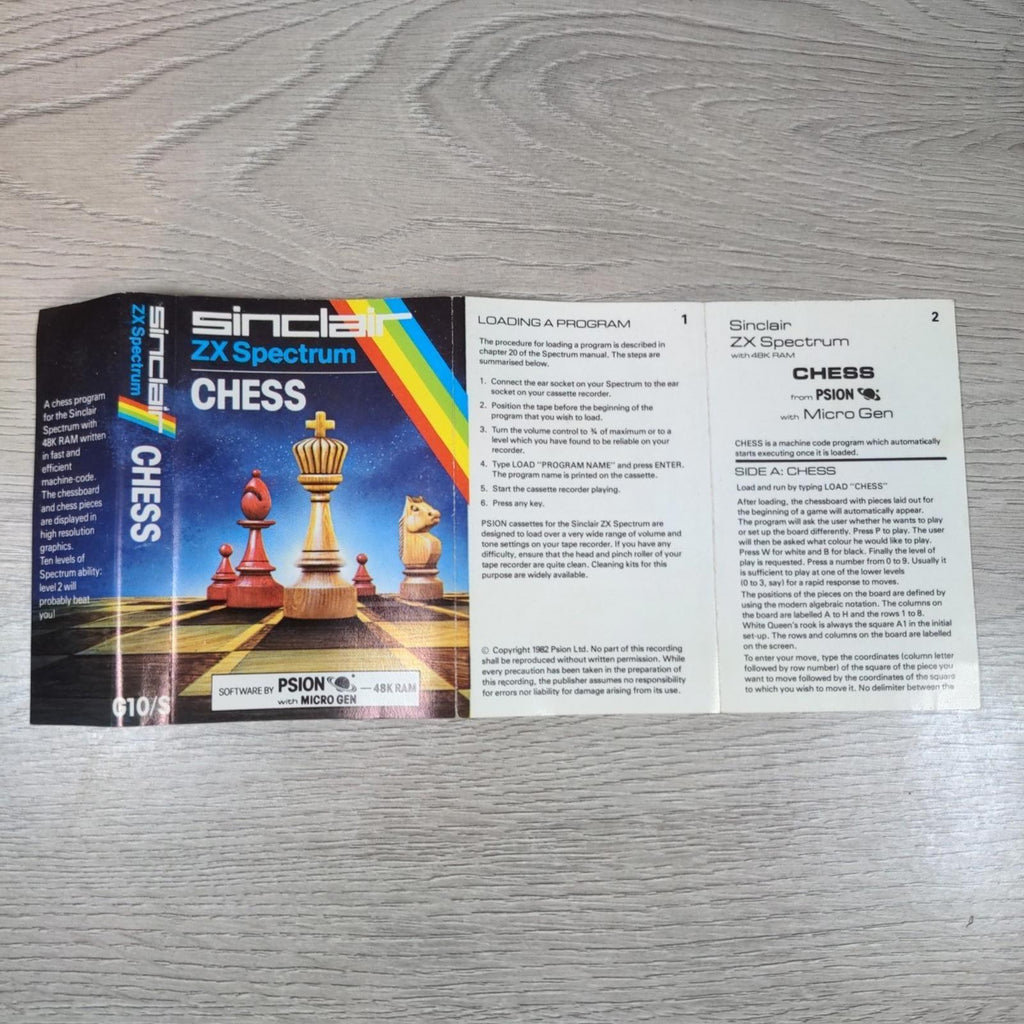 A chess program
for the Sinclair
Spectrum with
48K RAM written
in fast and
efficient
machine-code.
The chessboard
and chess pieces
are displayed in
high resolution
graphics.
Ten levels of
Spectrum ability:
level 2 will
probably beat
you!
sinclair
ZX Spectrum
CHESS
G10/S
sinclair
ZX Spectrum
CHESS
SOFTWARE BY PSION — 48K RAM
with MICRO GEN
LOADING A PROGRAM 1
The procedure for loading a program is described in
chapter 20 of the Spectrum manual. The steps are
summarised below.
1. Connect the ear socket on your Spectrum to the ear
socket on your cassette recorder.
2. Position the tape before the beginning of the
program that you wish to load.
3. Turn the volume control to ¾ of maximum or to a
level which you have found to be reliable on your
recorder.
4. Type LOAD "PROGRAM NAME" and press ENTER.
The program name is printed on the cassette.
5. Start the cassette recorder playing.
6. Press any key.
PSION cassettes for the Sinclair ZX Spectrum are
designed to load over a very wide range of volume and
tone settings on your tape recorder. If you have any
difficulty, ensure that the head and pinch roller of your
tape recorder are quite clean. Cleaning kits for this
purpose are widely available.
© Copyright 1982 Psion Ltd. No part of this recording
shall be reproduced without written permission. While
every precaution has been taken in the preparation of
this recording, the publisher assumes no responsibility
for errors nor liability for damage arising from its use.
2
Sinclair
ZX Spectrum
with 48K RAM
CHESS
from PSION
with Micro Gen
CHESS is a machine code program which automatically
starts executing once it is loaded.
SIDE A: CHESS
Load and run by typing LOAD "CHESS"
After loading, the chessboard with pieces laid out for
the beginning of a game will automatically appear.
The program will ask the user whether he wants to play
or set up the board differently. Press P to play. The user
will then be asked what colour he would like to play.
Press W for white and B for black. Finally the level of
play is requested. Press a number from 0 to 9. Usually it
is sufficient to play at one of the lower levels
(0 to 3, say) for a rapid response to moves.
The positions of the pieces on the board are defined by
using the modern algebraic notation. The columns on
the board are labelled A to H and the rows 1 to 8.
White Queen's rook is always the square A1 in the initial
set-up. The rows and columns on the board are labelled
on the screen.
To enter your move, type the coordinates (column letter
followed by row number) of the square of the piece you
want to move followed by the coordinates of the square
to which you wish to move it. No delimiter between the